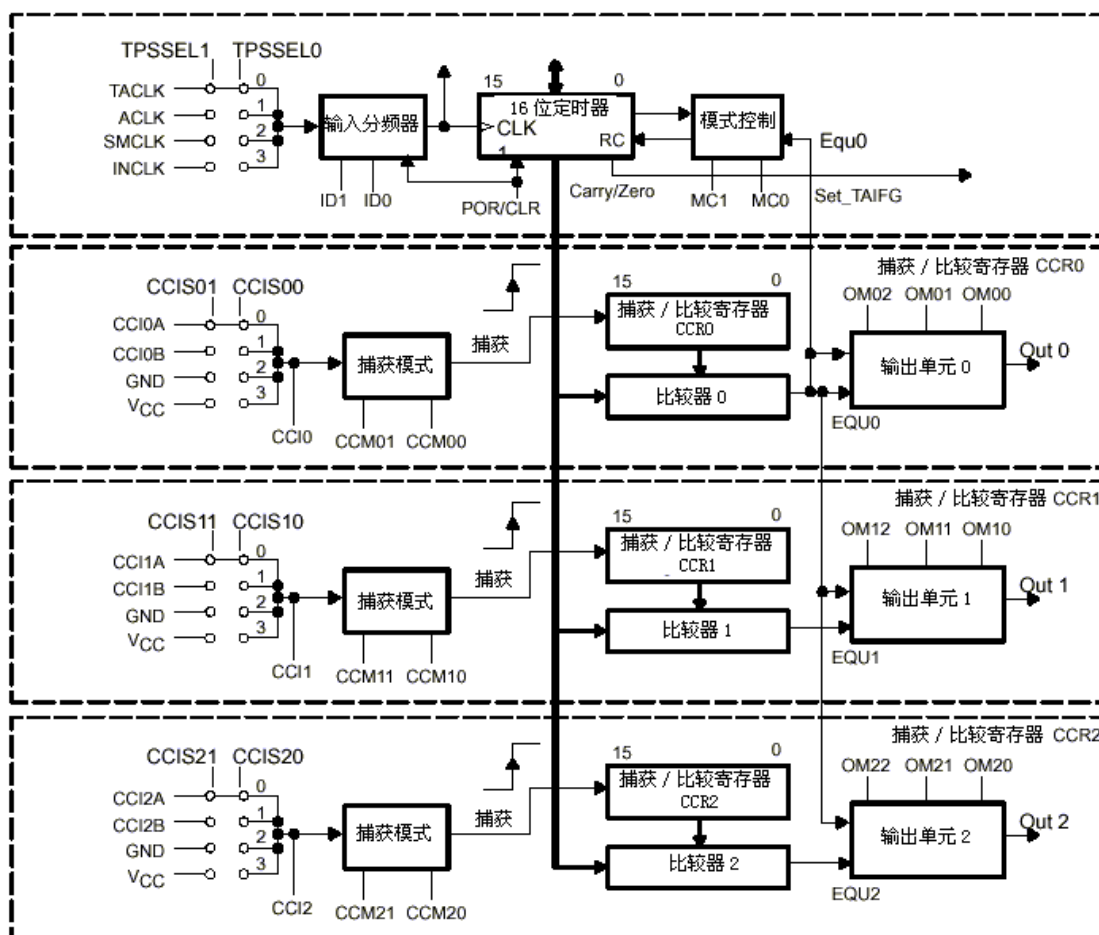 TPSSEL1 TPSSEL0
TACLK 0
ACLK 1
SMCLK 2
INCLK 3
输入分频器
ID1 ID0
POR/CLR
15 0
16 位定时器
CLK
RC
1
模式控制
Equ0
Carry/Zero
MC1 MC0
Set_TAIFG
捕获 / 比较寄存器 CCR0
CCIS01 CCIS00
CCI0A 0
CCI0B 1
GND 2
VCC 3
CCI0
捕获模式
CCM01 CCM00
捕获
15 0
捕获 / 比较寄存器
CCR0
比较器 0
OM02 OM01 OM00
输出单元 0
Out 0
EQU0
捕获 / 比较寄存器 CCR1
CCIS11 CCIS10
CCI1A 0
CCI1B 1
GND 2
VCC 3
CCI1
捕获模式
CCM11 CCM10
捕获
15 0
捕获 / 比较寄存器
CCR1
比较器 1
OM12 OM11 OM10
输出单元 1
Out 1
EQU1
捕获 / 比较寄存器 CCR2
CCIS21 CCIS20
CCI2A 0
CCI2B 1
GND 2
VCC 3
CCI2
捕获模式
CCM21 CCM20
捕获
15 0
捕获 / 比较寄存器
CCR2
比较器 2
OM22 OM21 OM20
输出单元 2
Out 2
EQU2